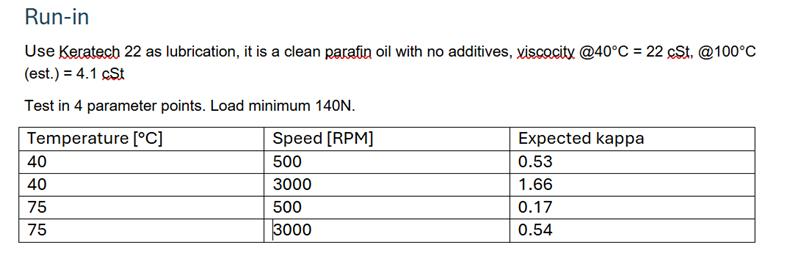 Run-in
Use Keratech 22 as lubrication, it is a clean parafin oil with no additives, viscocity @40°C = 22 cSt, @100°C
(est.) = 4.1 cSt
Test in 4 parameter points. Load minimum 140N.
Temperature [°C] Speed [RPM] Expected kappa
40 500 0.53
40 3000 1.66
75 500 0.17
75 3000 0.54